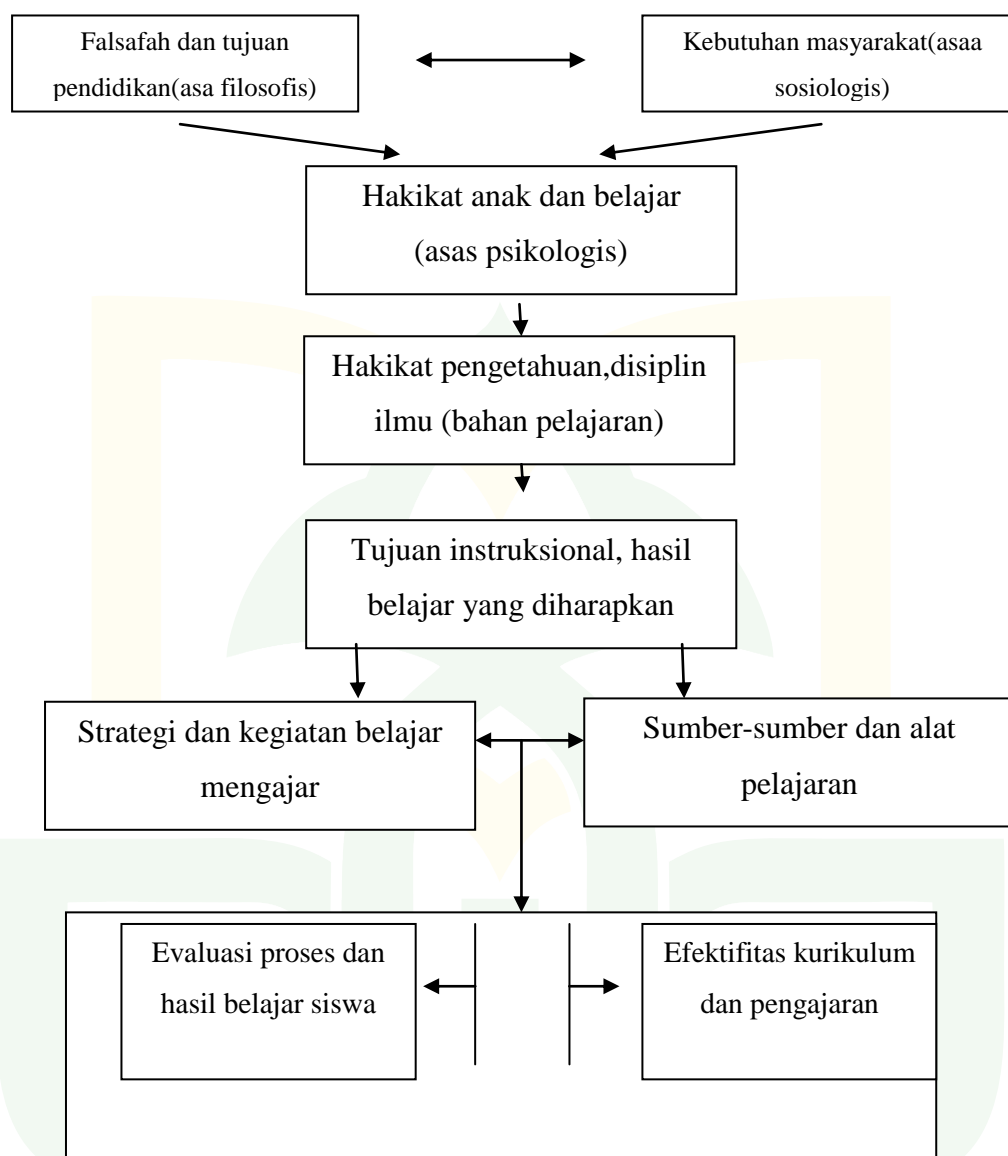 Falsafah dan tujuan
pendidikan(asa filosofis)
Kebutuhan masyarakat(asaa
sosiologis)
Hakikat anak dan belajar
(asas psikologis)
Hakikat pengetahuan,disiplin
ilmu (bahan pelajaran)
Tujuan instruksional, hasil
belajar yang diharapkan
Strategi dan kegiatan belajar
mengajar
Sumber-sumber dan alat
pelajaran
Evaluasi proses dan
hasil belajar siswa
Efektifitas kurikulum
dan pengajaran